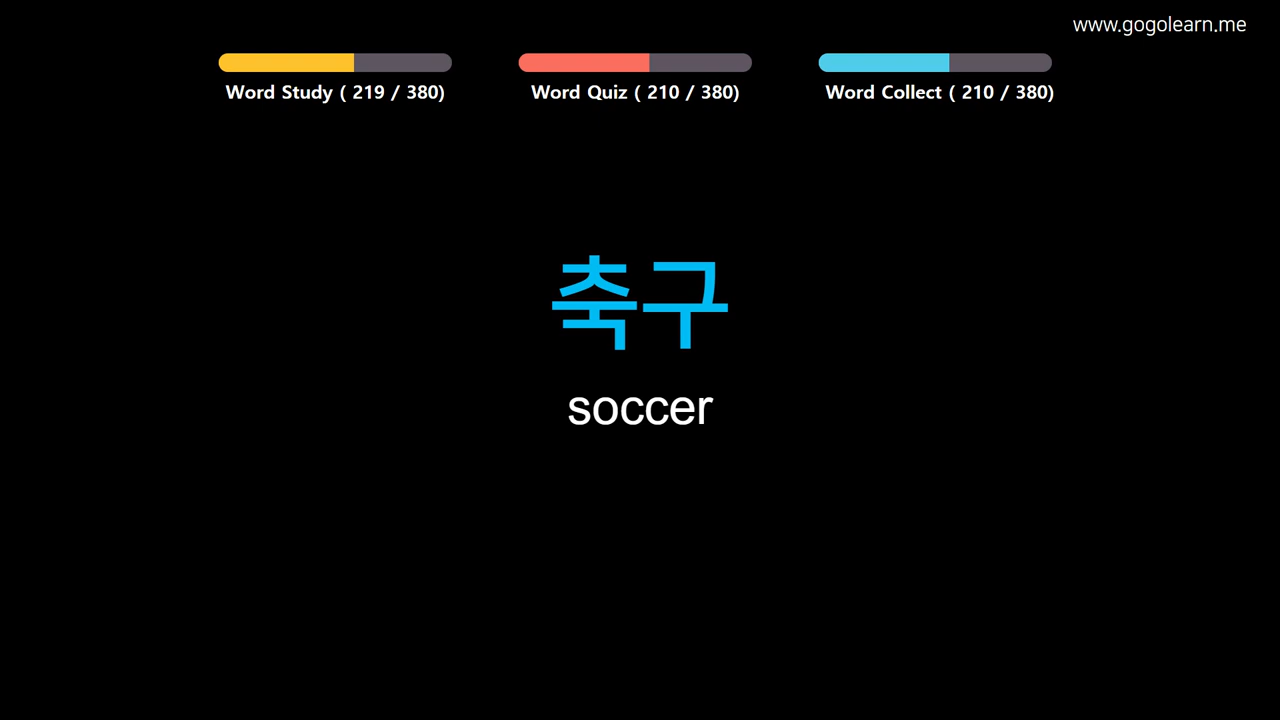 www.gogolearn.me
Word Study ( 219 / 380)
Word Quiz ( 210 / 380)
Word Collect ( 210 / 380)
축구
soccer